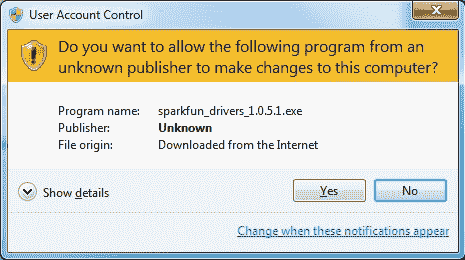 User Account Control
Do you want to allow the following program from an
unknown publisher to make changes to this computer?
Program name: sparkfun_drivers_1.0.5.1.exe
Publisher: Unknown
File origin: Downloaded from the Internet
Show details Yes No
Change when these notifications appear